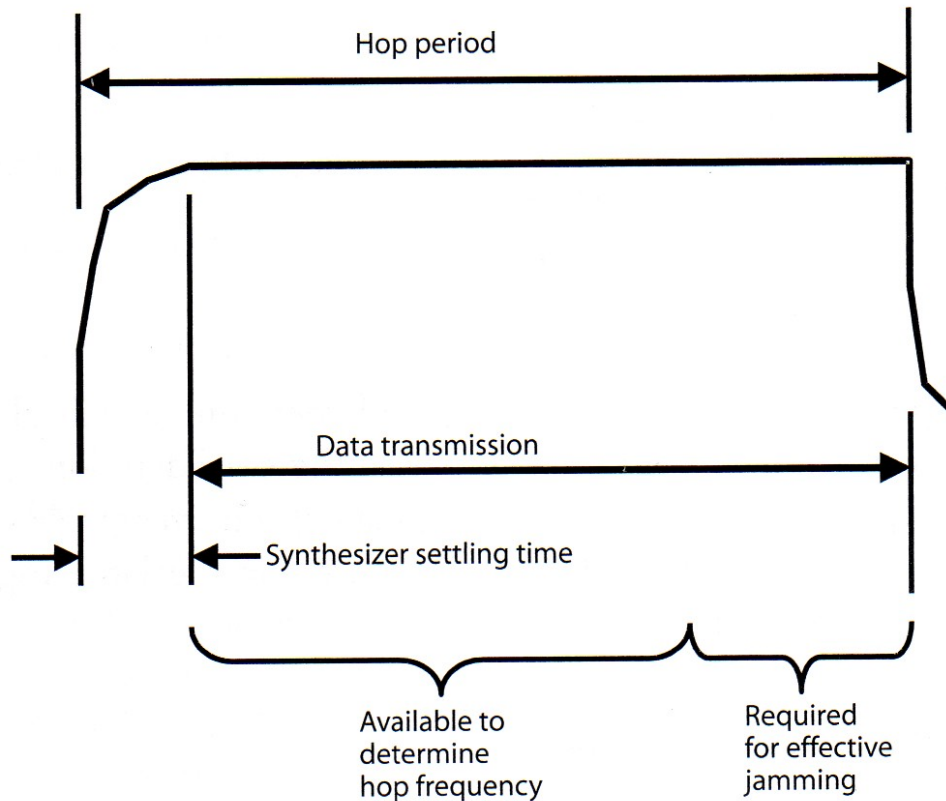 Hop period
Data transmission
Synthesizer settling time
Available to
determine
hop frequency
Required
for effective
jamming